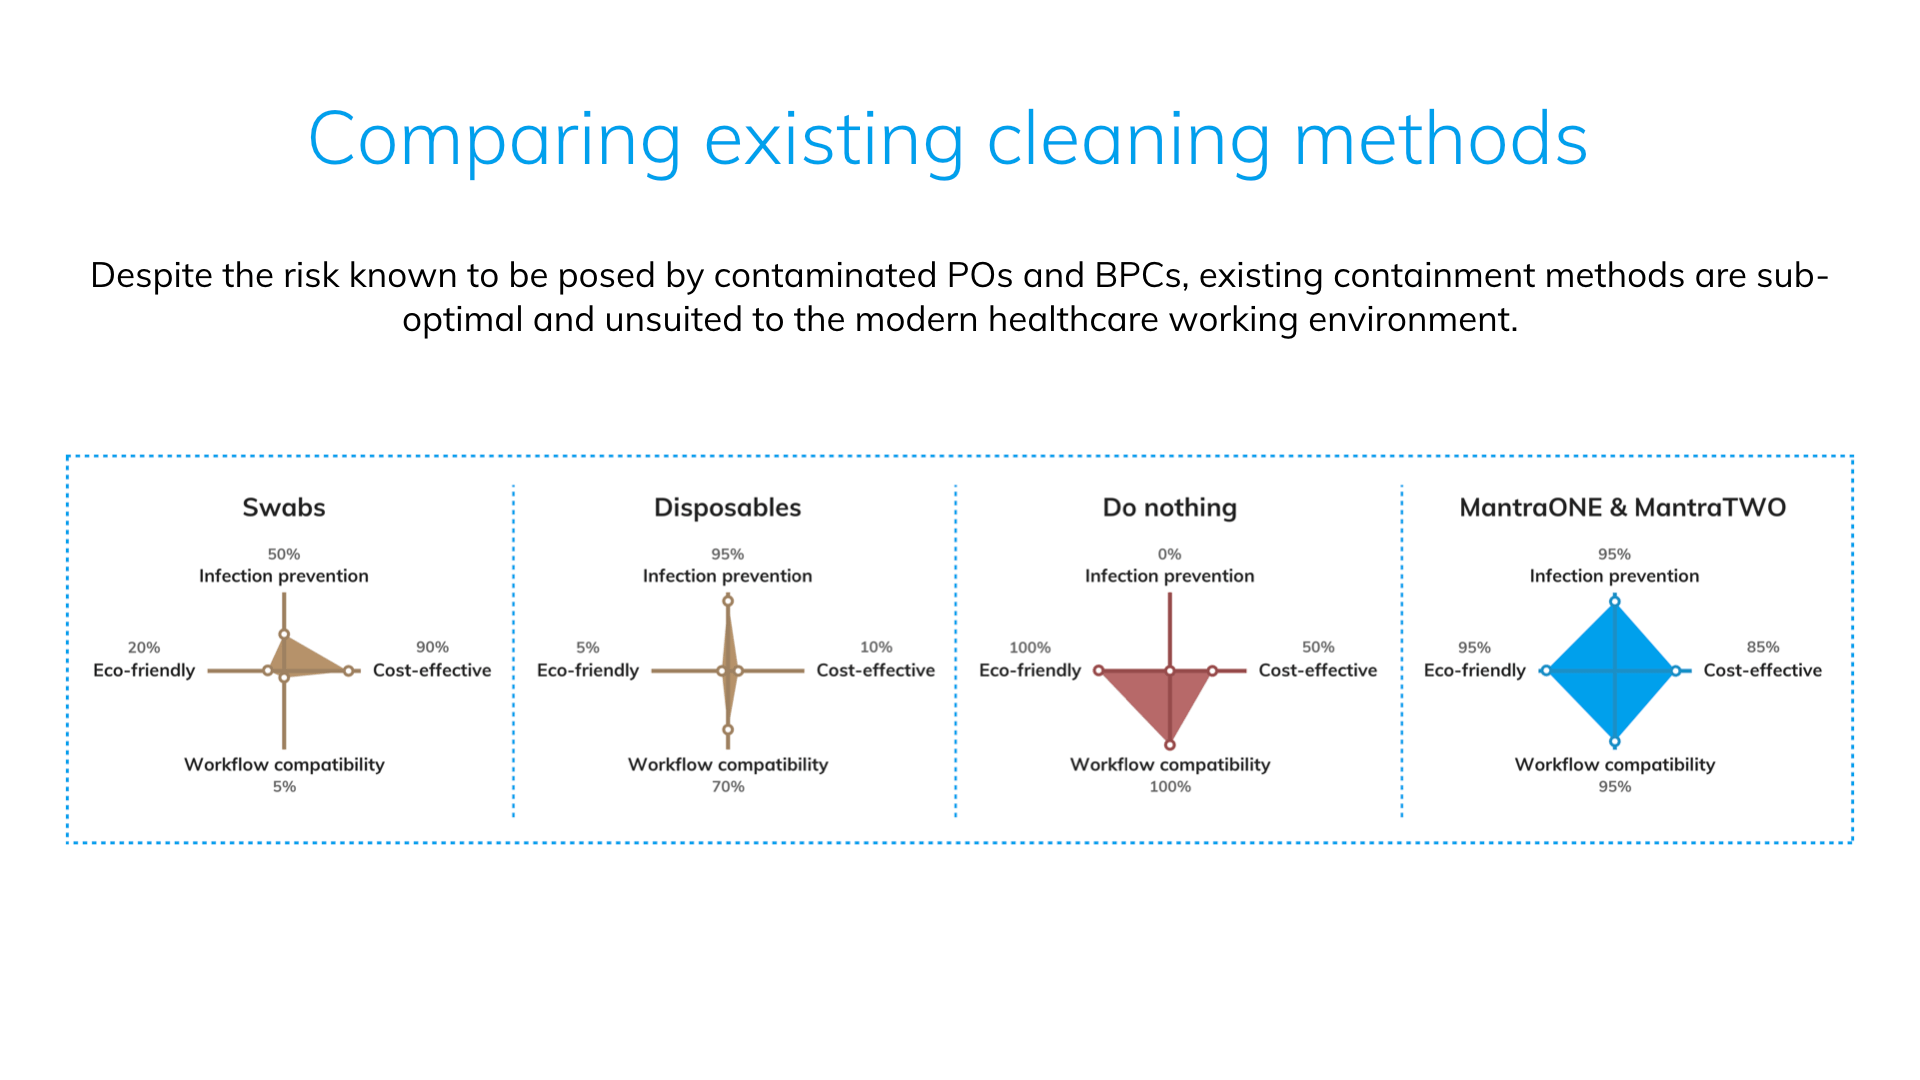 Comparing existing cleaning methods
Despite the risk known to be posed by contaminated POs and BPCs, existing containment methods are sub-
optimal and unsuited to the modern healthcare working environment.
Swabs
50%
Infection prevention
20%
Eco-friendly
90%
Cost-effective
Workflow compatibility
5%
Disposables
95%
Infection prevention
5%
Eco-friendly
10%
Cost-effective
Workflow compatibility
70%
Do nothing
0%
Infection prevention
100%
Eco-friendly
50%
Cost-effective
Workflow compatibility
100%
MantraONE & MantraTWO
95%
Infection prevention
95%
Eco-friendly
85%
Cost-effective
Workflow compatibility
95%